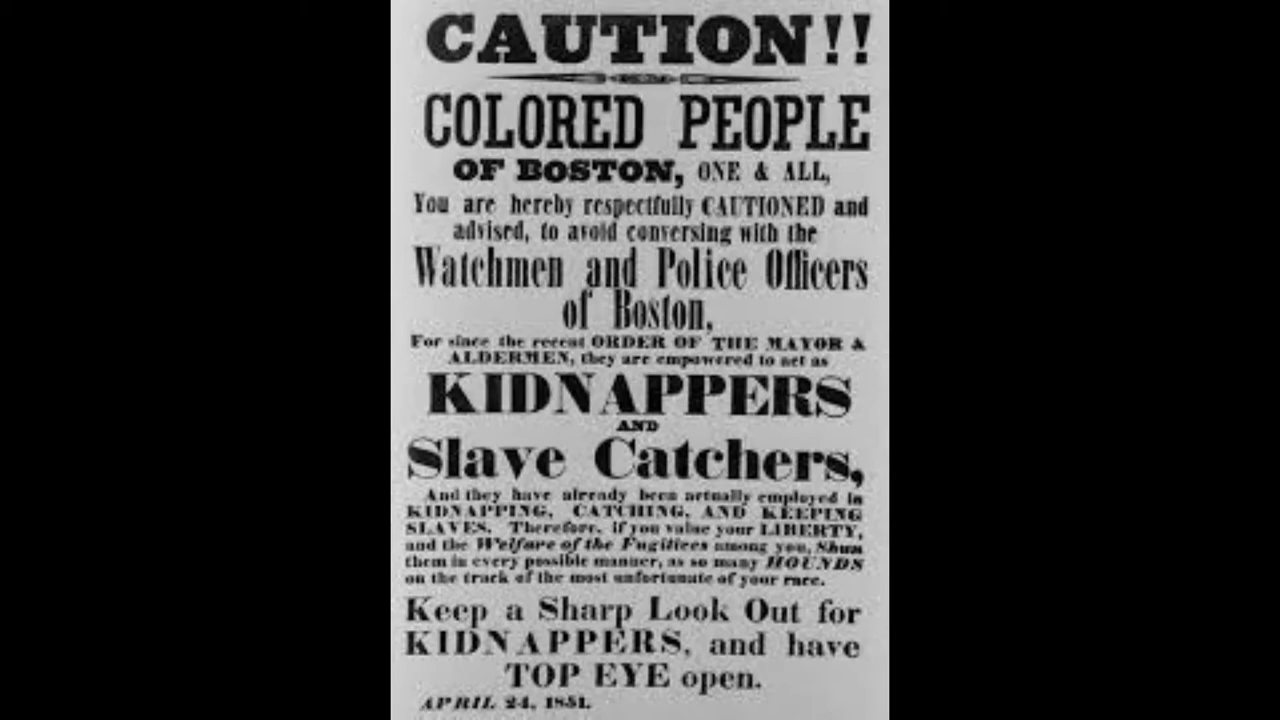 CAUTION!!
COLORED PEOPLE
OF BOSTON, ONE & ALL,
You are hereby respectfully CAUTIONED and
advised, to avoid conversing with the
Watchmen and Police Officers
of Boston,
For since the recent ORDER OF THE MAYOR &
ALDERMEN, they are empowered to act as
KIDNAPPERS
AND
Slave Catchers,
And they have already been actually employed in
KIDNAPPING, CATCHING, AND KEEPING
SLAVES. Therefore, if you value your LIBERTY,
and the Welfare of the Fugitives among you, Shun
them in every possible manner, as so many HOUNDS
on the track of the most unfortunate of your race.
Keep a Sharp Look Out for
KIDNAPPERS, and have
TOP EYE open.
APRIL 24, 1851.